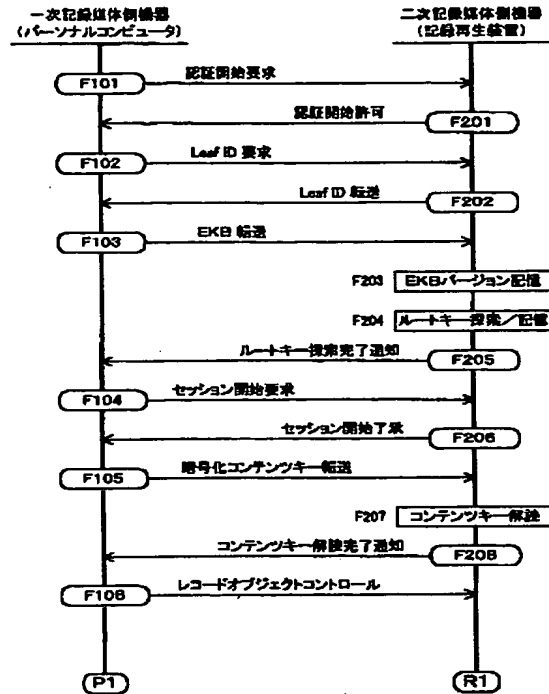 一次記録媒体側機器
(パーソナルコンピュータ)
二次記録媒体側機器
(記録再生装置)
F101
認証開始要求
認証開始許可
F201
F102
Leaf ID 要求
Leaf ID 転送
F202
F103
EKB 転送
F203
EKBバージョン記憶
F204
ルートキー探索/記憶
ルートキー探索完了通知
F205
F104
セッション開始要求
セッション開始了承
F206
F105
暗号化コンテンツキー転送
F207
コンテンツキー解読
コンテンツキー解読完了通知
F208
F106
レコードオブジェクトコントロール
P1
R1